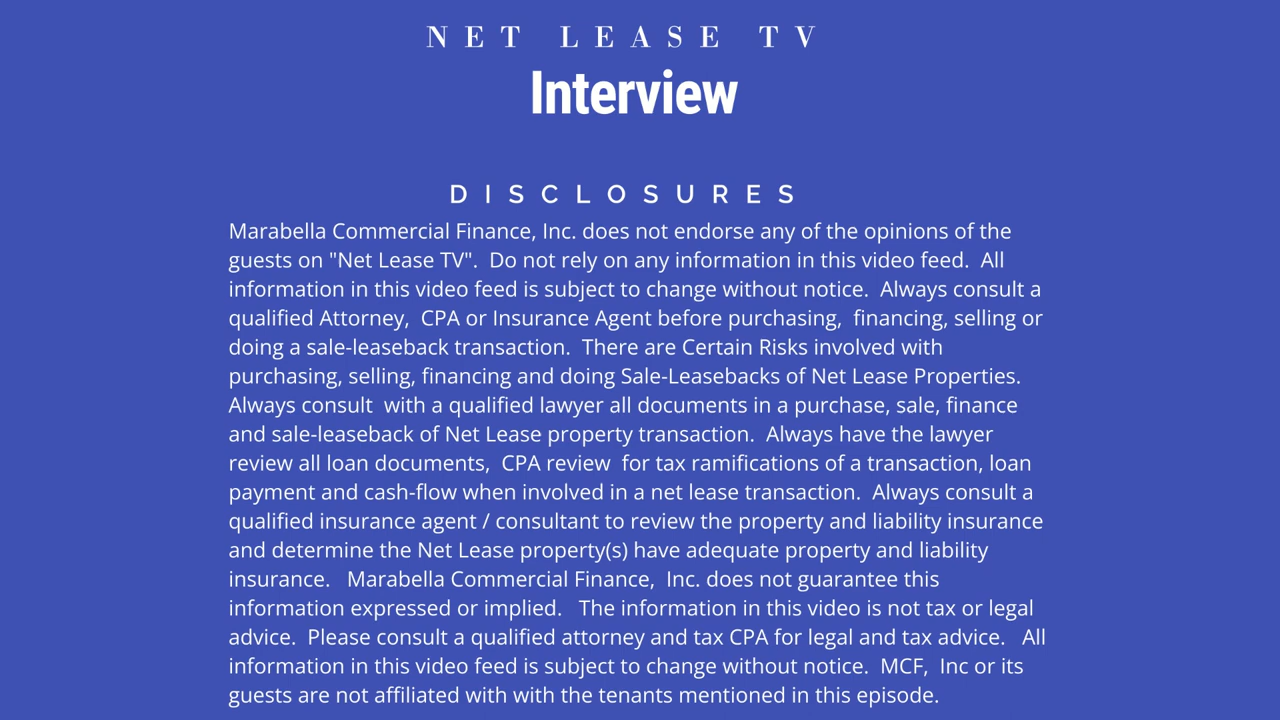 NET LEASE TV
Interview
DISCLOSURES
Marabella Commercial Finance, Inc. does not endorse any of the opinions of the
guests on "Net Lease TV".  Do not rely on any information in this video feed.  All
information in this video feed is subject to change without notice.  Always consult a
qualified Attorney,  CPA or Insurance Agent before purchasing,  financing, selling or
doing a sale-leaseback transaction.  There are Certain Risks involved with
purchasing, selling, financing and doing Sale-Leasebacks of Net Lease Properties.
Always consult  with a qualified lawyer all documents in a purchase, sale, finance
and sale-leaseback of Net Lease property transaction.  Always have the lawyer
review all loan documents,  CPA review  for tax ramifications of a transaction, loan
payment and cash-flow when involved in a net lease transaction.  Always consult a
qualified insurance agent / consultant to review the property and liability insurance
and determine the Net Lease property(s) have adequate property and liability
insurance.   Marabella Commercial Finance,  Inc. does not guarantee this
information expressed or implied.   The information in this video is not tax or legal
advice.  Please consult a qualified attorney and tax CPA for legal and tax advice.   All
information in this video feed is subject to change without notice.  MCF,  Inc or its
guests are not affiliated with with the tenants mentioned in this episode.